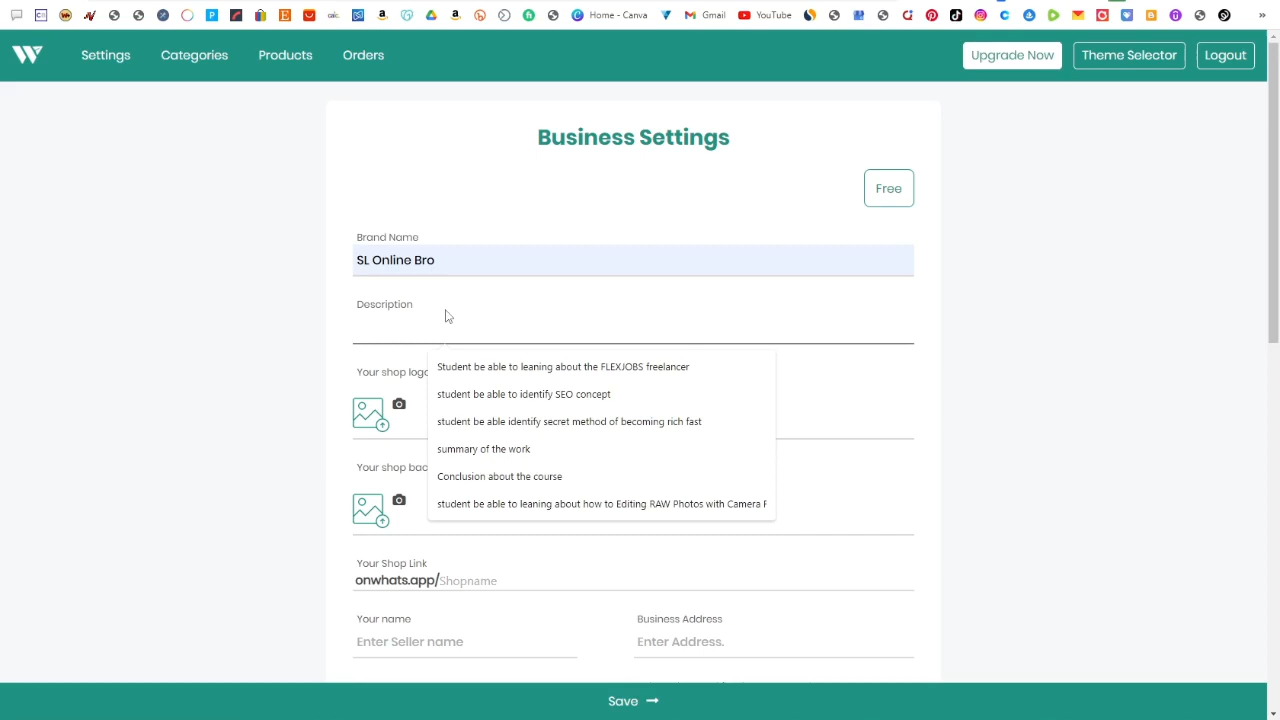 calc.
Home - Canva
Gmail
YouTube
»
Settings
Categories
Products
Orders
Upgrade Now
Theme Selector
Logout
Business Settings
Free
Brand Name
SL Online Bro
Description
Student be able to leaning about the FLEXJOBS freelancer
student be able to identify SEO concept
student be able identify secret method of becoming rich fast
summary of the work
Conclusion about the course
student be able to leaning about how to Editing RAW Photos with Camera
Your shop logo
Your shop bac
Your Shop Link
onwhats.app/Shopname
Your name
Business Address
Enter Seller name
Enter Address.
Save →